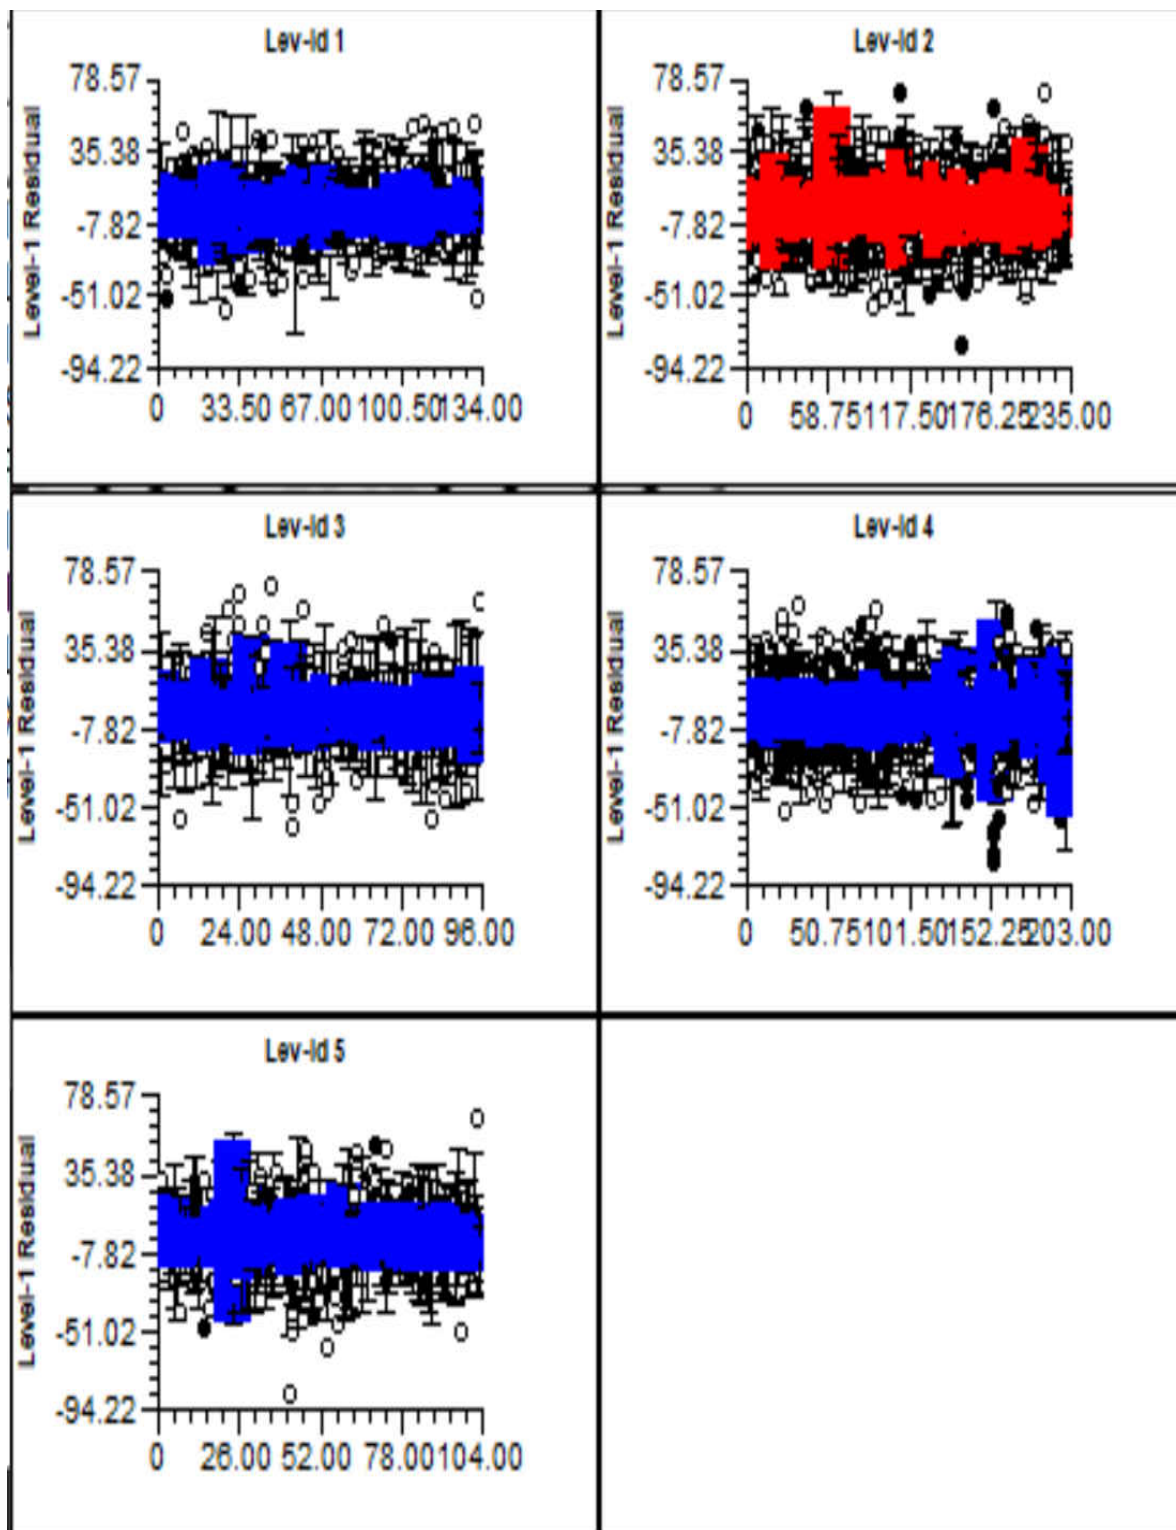 Lev-id 1
78.57
35.38
-7.82
-51.02
-94.22
Level-1 Residual
0 33.50 67.00 100.50 134.00
Lev-id 2
78.57
35.38
-7.82
-51.02
-94.22
Level-1 Residual
0 58.75 117.50 176.25 235.00
Lev-id 3
78.57
35.38
-7.82
-51.02
-94.22
Level-1 Residual
0 24.00 48.00 72.00 96.00
Lev-id 4
78.57
35.38
-7.82
-51.02
-94.22
Level-1 Residual
0 50.75 101.50 152.25 203.00
Lev-id 5
78.57
35.38
-7.82
-51.02
-94.22
Level-1 Residual
0 26.00 52.00 78.00 104.00